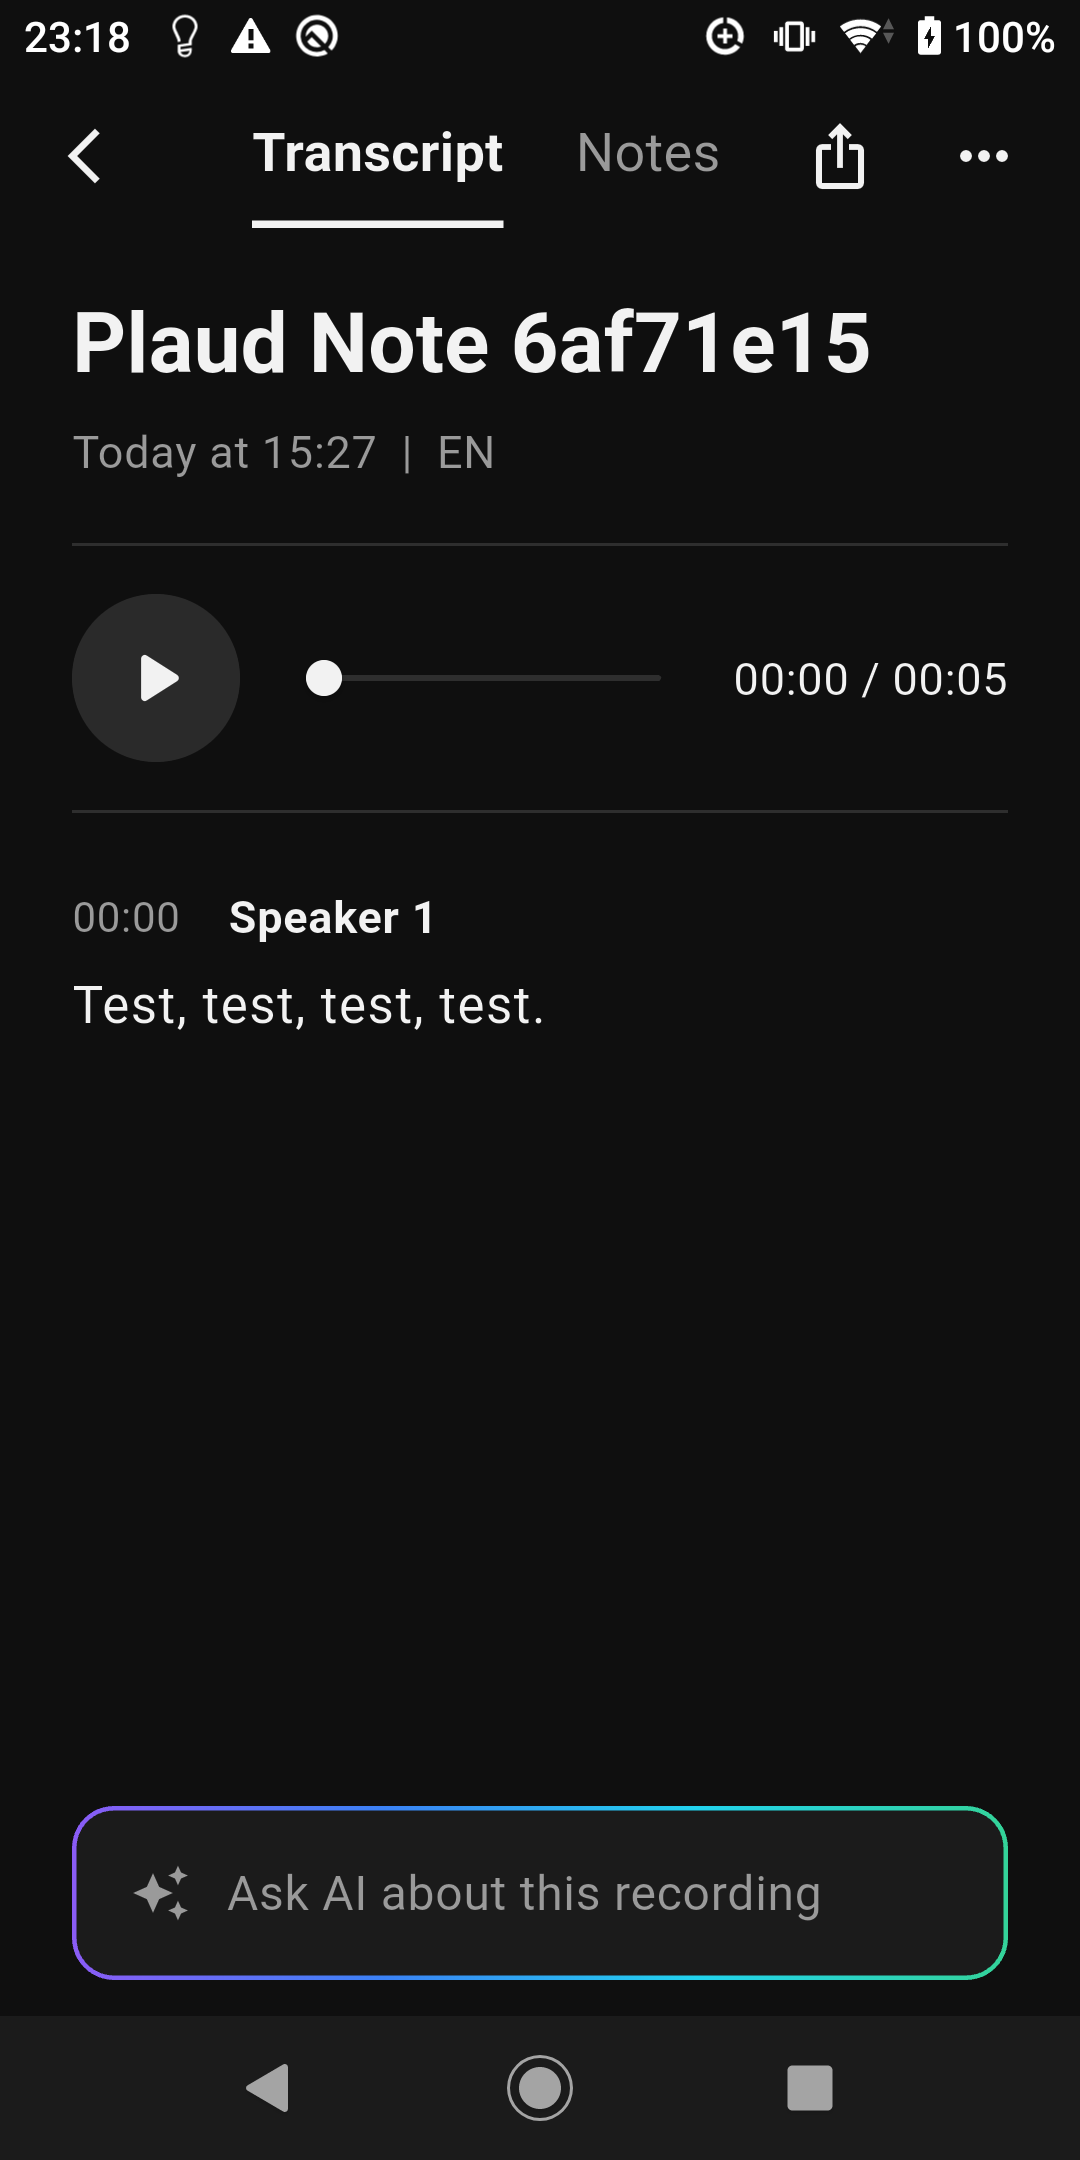 23:18
100%
Transcript Notes
Plaud Note 6af71e15
Today at 15:27 | EN
00:00 / 00:05
00:00 Speaker 1
Test, test, test, test.
Ask AI about this recording